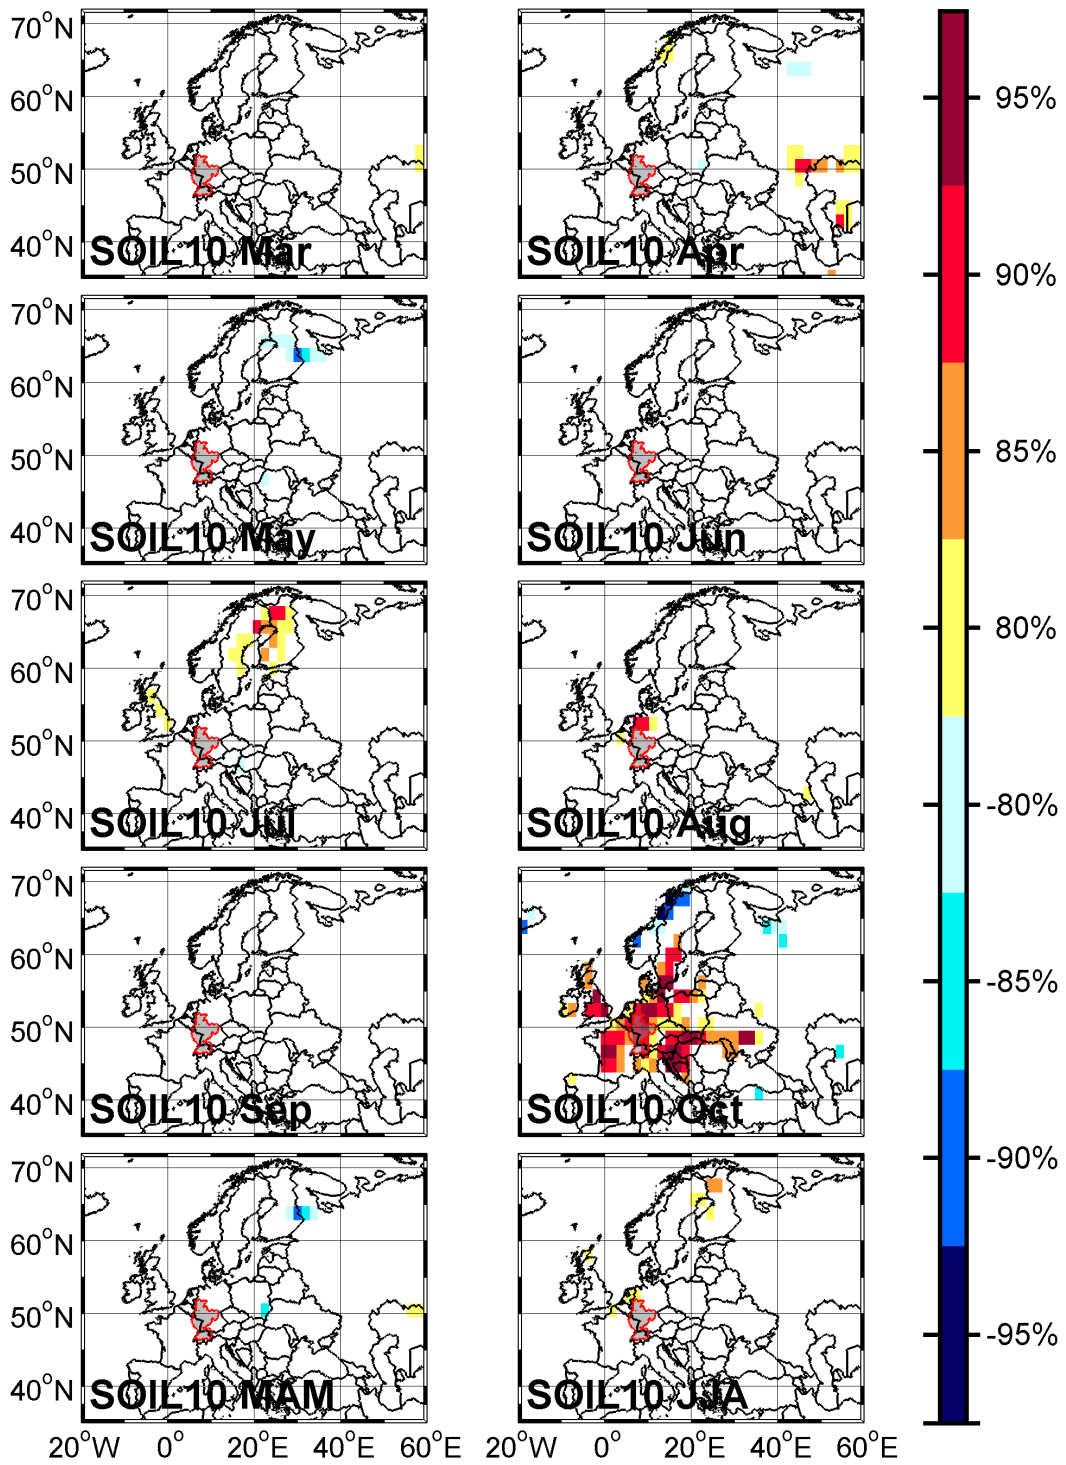 70°N
60°N
50°N
40°N
SOIL10 Mar
SOIL10 Apr
70°N
60°N
50°N
40°N
SOIL10 May
SOIL10 Jun
70°N
60°N
50°N
40°N
SOIL10 Jul
SOIL10 Aug
70°N
60°N
50°N
40°N
SOIL10 Sep
SOIL10 Oct
70°N
60°N
50°N
40°N
SOIL10 MAM
SOIL10 JJA
20°W 0° 20°E 40°E 60°E
20°W 0° 20°E 40°E 60°E
95%
90%
85%
80%
-80%
-85%
-90%
-95%